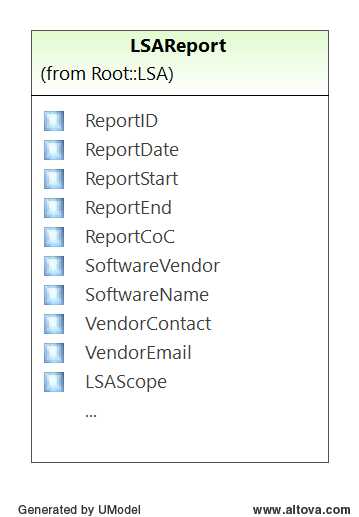 LSAReport
(from Root::LSA)
ReportID
ReportDate
ReportStart
ReportEnd
ReportCoC
SoftwareVendor
SoftwareName
VendorContact
VendorEmail
LSAScope
...
Generated by UModel
www.altova.com